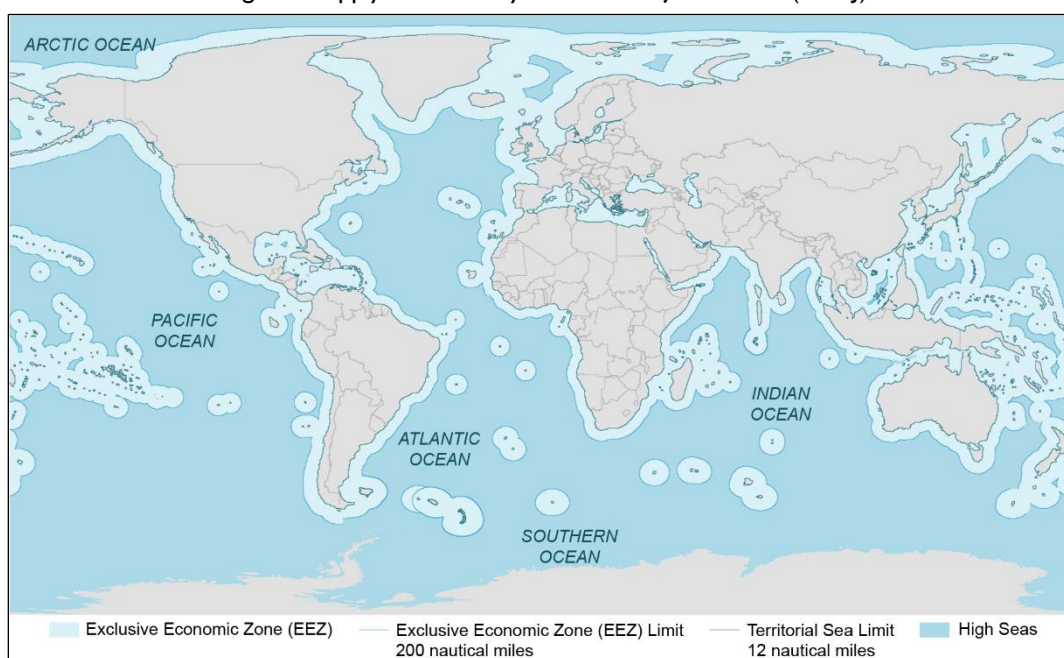 ARCTIC OCEAN
PACIFIC
OCEAN
ATLANTIC
OCEAN
INDIAN
OCEAN
SOUTHERN
OCEAN
Exclusive Economic Zone (EEZ)
Exclusive Economic Zone (EEZ) Limit
200 nautical miles
Territorial Sea Limit
12 nautical miles
High Seas